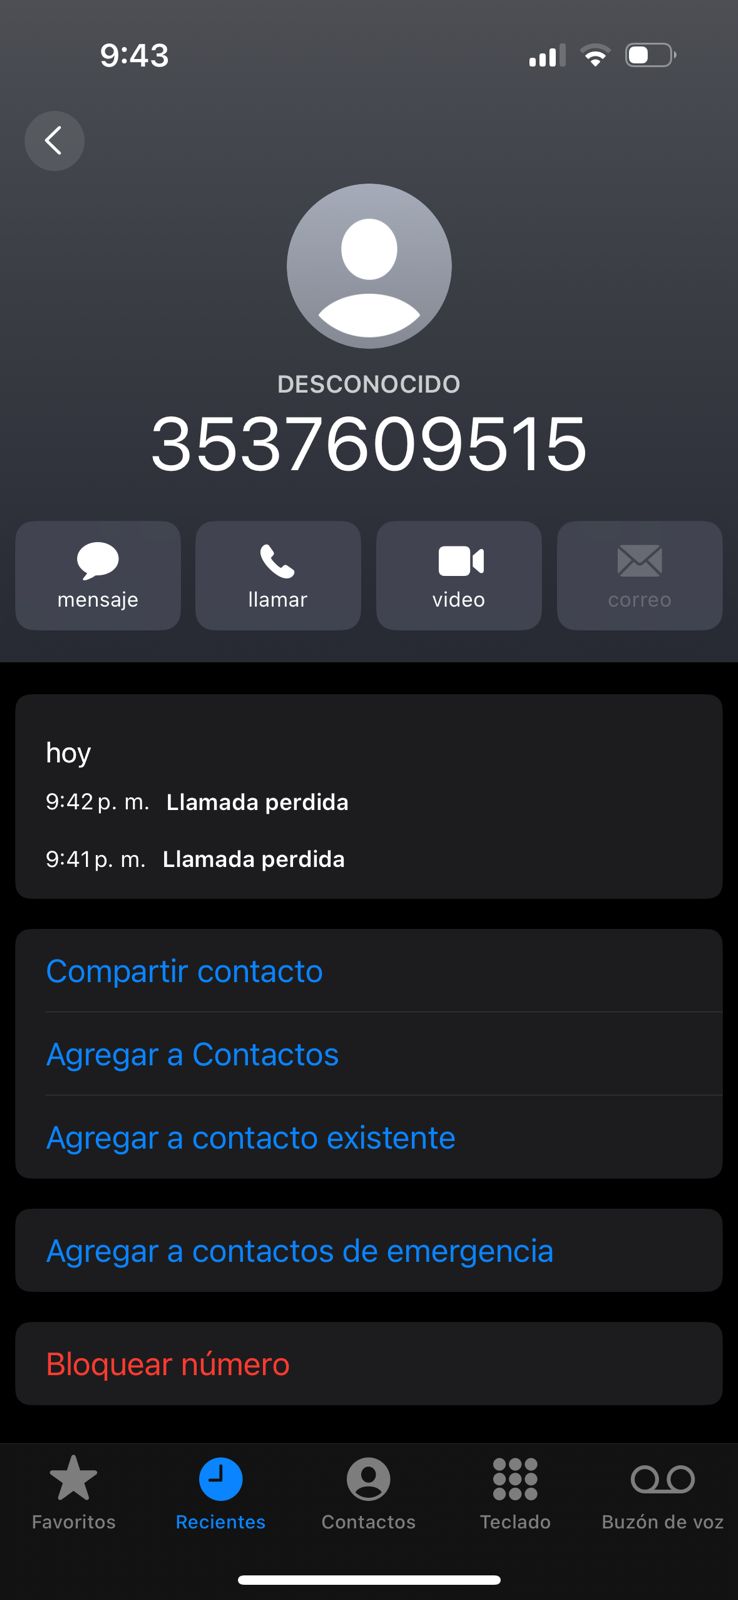 9:43
DESCONOCIDO
3537609515
mensaje
llamar
video
correo
hoy
9:42 p. m. Llamada perdida
9:41 p. m. Llamada perdida
Compartir contacto
Agregar a Contactos
Agregar a contacto existente
Agregar a contactos de emergencia
Bloquear número
Favoritos
Recientes
Contactos
Teclado
Buzón de voz